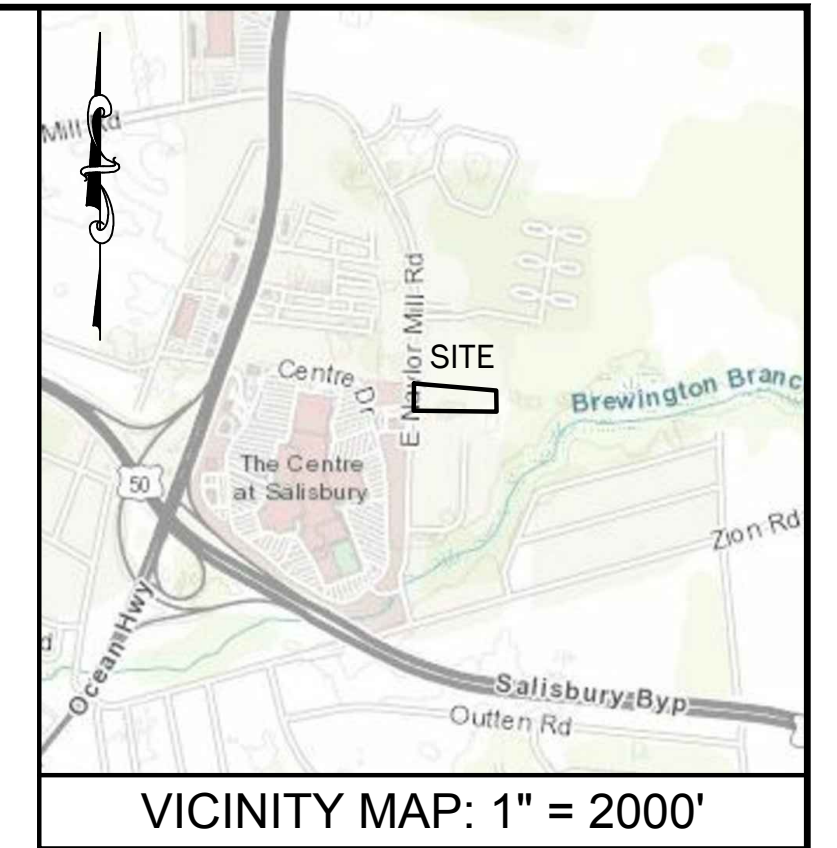 Mill Rd
E Naylor Mill Rd
SITE
Centre Dr
Brewington Branc
The Centre
at Salisbury
50
Zion Rd
d
Ocean Hwy
Salisbury Byp
Outten Rd
VICINITY MAP: 1" = 2000'